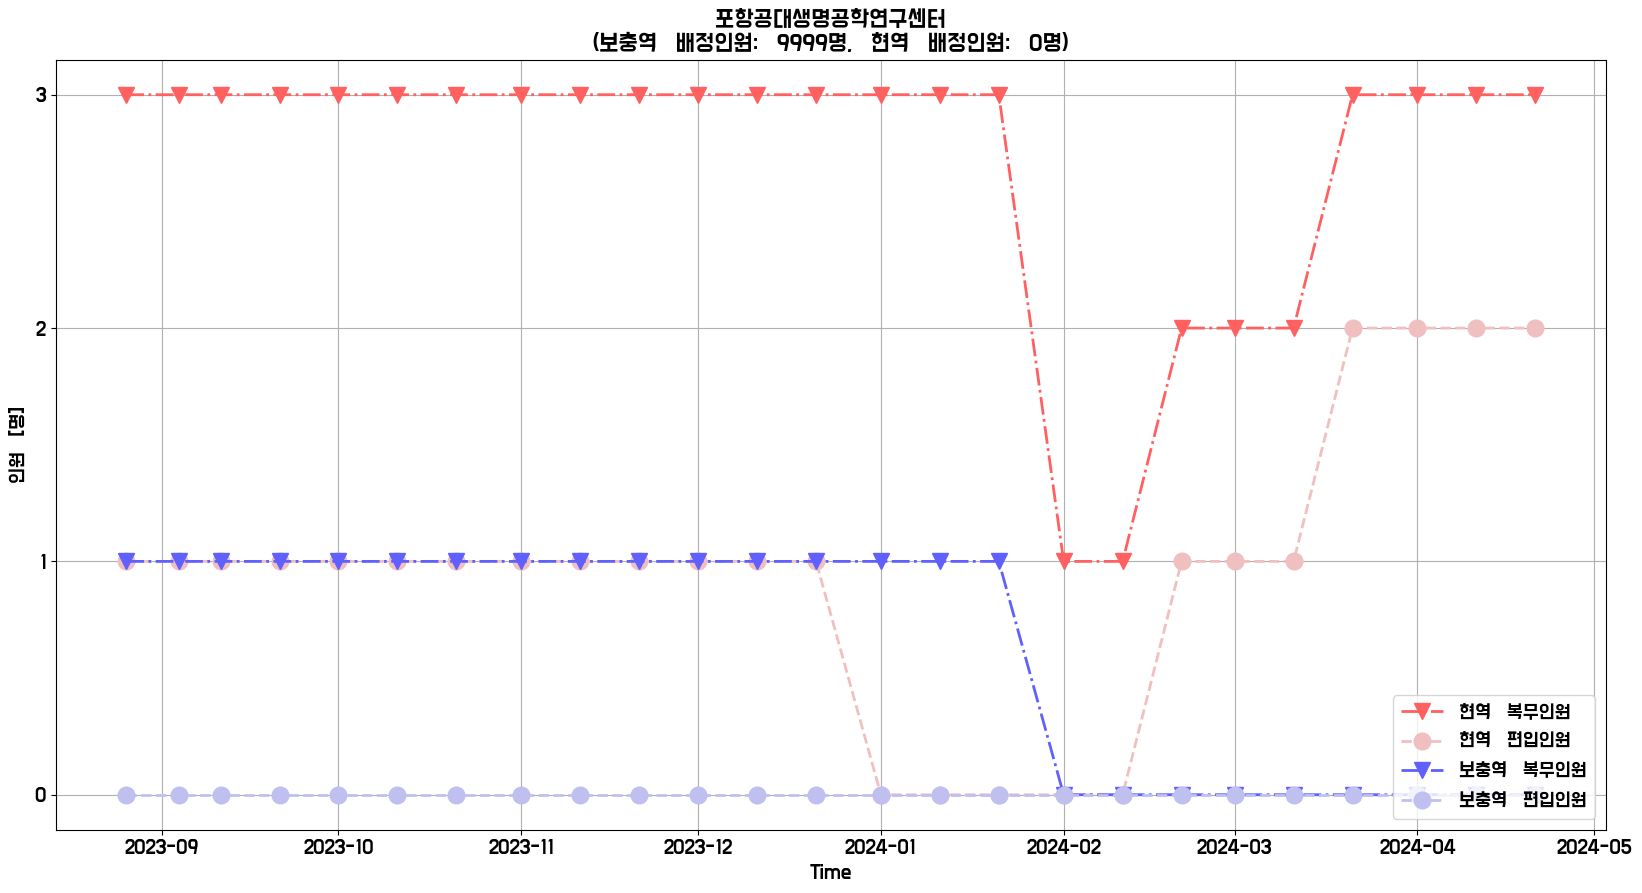 포항공대생명공학연구센터
(보충역 배정인원: 9999명, 현역 배정인원: 0명)
3
2
1
0
인원 [명]
현역 복무인원
현역 편입인원
보충역 복무인원
보충역 편입인원
2023-09 2023-10 2023-11 2023-12 2024-01 2024-02 2024-03 2024-04 2024-05
Time